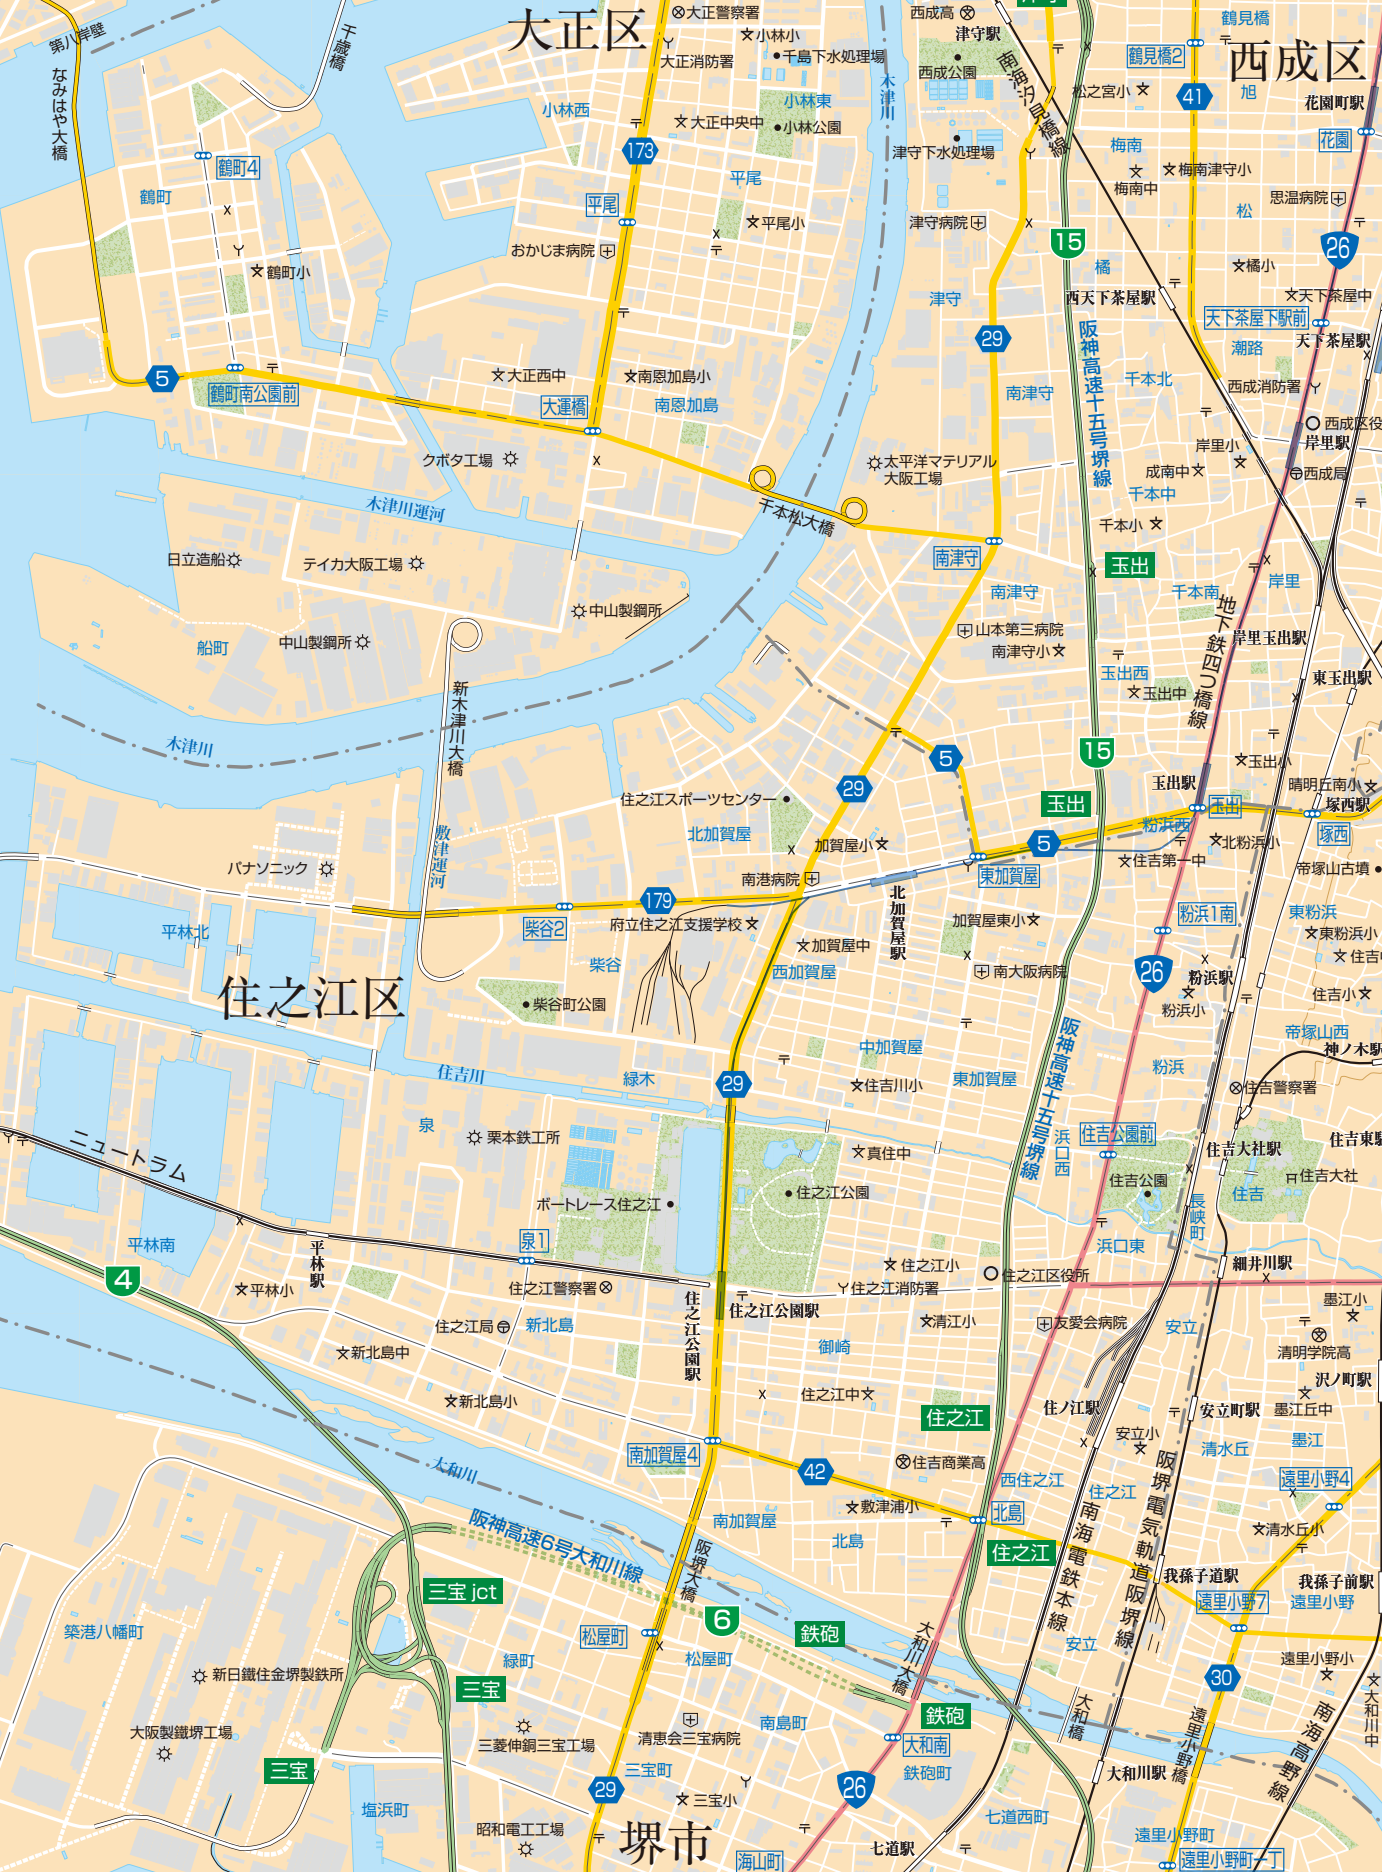 大正区
大正警察署
小林小
大正消防署
千島下水処理場
西成高
津守駅
鶴見橋
鶴見橋2
西成区
第八岸壁
千歳橋
なみはや大橋
西成公園
南海汐見橋線
松之宮小
41
旭
花園町駅
木津川
小林西
小林東
大正中央中
小林公園
173
津守下水処理場
梅南
梅南中
梅南津守小
花園
鶴町4
鶴町
平尾
平尾
平尾小
おかじま病院
津守病院
松
思温病院
15
26
鶴町小
橘
橘小
津守
西天下茶屋駅
天下茶屋中
天下茶屋下駅前
天下茶屋駅
阪神高速十五号堺線
29
潮路
5
鶴町南公園前
大正西中
南恩加島小
大運橋
南恩加島
南津守
千本北
西成消防署
西成区役
岸里駅
岸里小
クボタ工場
太平洋マテリアル
大阪工場
成南中
西成局
千本中
木津川運河
千本松大橋
千本小
日立造船
テイカ大阪工場
南津守
玉出
千本南
岸里
中山製鋼所
南津守
地下鉄四つ橋線
山本第三病院
岸里玉出駅
船町
中山製鋼所
南津守小
玉出西
東玉出駅
新木津川大橋
玉出中
木津川
5
15
玉出小
玉出駅
晴明丘南小
29
住之江スポーツセンター
玉出
玉出
塚西駅
北加賀屋
粉浜西
塚西
敷津運河
加賀屋小
5
北粉浜小
パナソニック
東加賀屋
住吉第一中
帝塚山古墳
南港病院
179
北加賀屋駅
粉浜1南
東粉浜
柴谷2
府立住之江支援学校
加賀屋東小
平林北
加賀屋中
東粉浜小
柴谷
西加賀屋
南大阪病院
26
粉浜駅
住之江区
柴谷町公園
粉浜小
住吉小
阪神高速十五号堺線
帝塚山西
中加賀屋
神ノ木駅
住吉川
緑木
29
住吉川小
東加賀屋
粉浜
住吉警察署
泉
栗本鉄工所
浜口西
住吉公園前
ニュートラム
真住中
住吉大社駅
住吉公園
住吉大社
ボートレース住之江
住之江公園
長峡町
住吉
平林南
平林駅
泉1
浜口東
細井川駅
4
平林小
住之江警察署
住之江小
住之江区役所
住之江消防署
住之江公園駅
住之江公園駅
墨江小
住之江局
新北島
清江小
友愛会病院
安立
清明学院高
新北島中
御崎
沢ノ町駅
新北島小
住之江中
住之江
住ノ江駅
安立町駅
墨江丘中
安立小
清水丘
墨江
南加賀屋4
大和川
42
住吉商業高
西住之江
住之江
遠里小野4
阪堺電気軌道阪堺線
南海電鉄本線
敷津浦小
北島
南加賀屋
北島
清水丘小
阪神高速6号大和川線
阪堺大橋
住之江
三宝 jct
我孫子道駅
我孫子前駅
遠里小野7
遠里小野
築港八幡町
松屋町
6
鉄砲
大和川大橋
緑町
松屋町
安立
遠里小野小
新日鐵住金堺製鉄所
三宝
30
大和川中
大阪製鐵堺工場
南島町
鉄砲
大和橋
遠里小野橋
南海高野線
三菱伸銅三宝工場
清恵会三宝病院
大和南
三宝
三宝町
鉄砲町
大和川駅
29
26
塩浜町
三宝小
七道西町
昭和電工工場
堺市
遠里小野町
七道駅
海山町
遠里小野町一丁